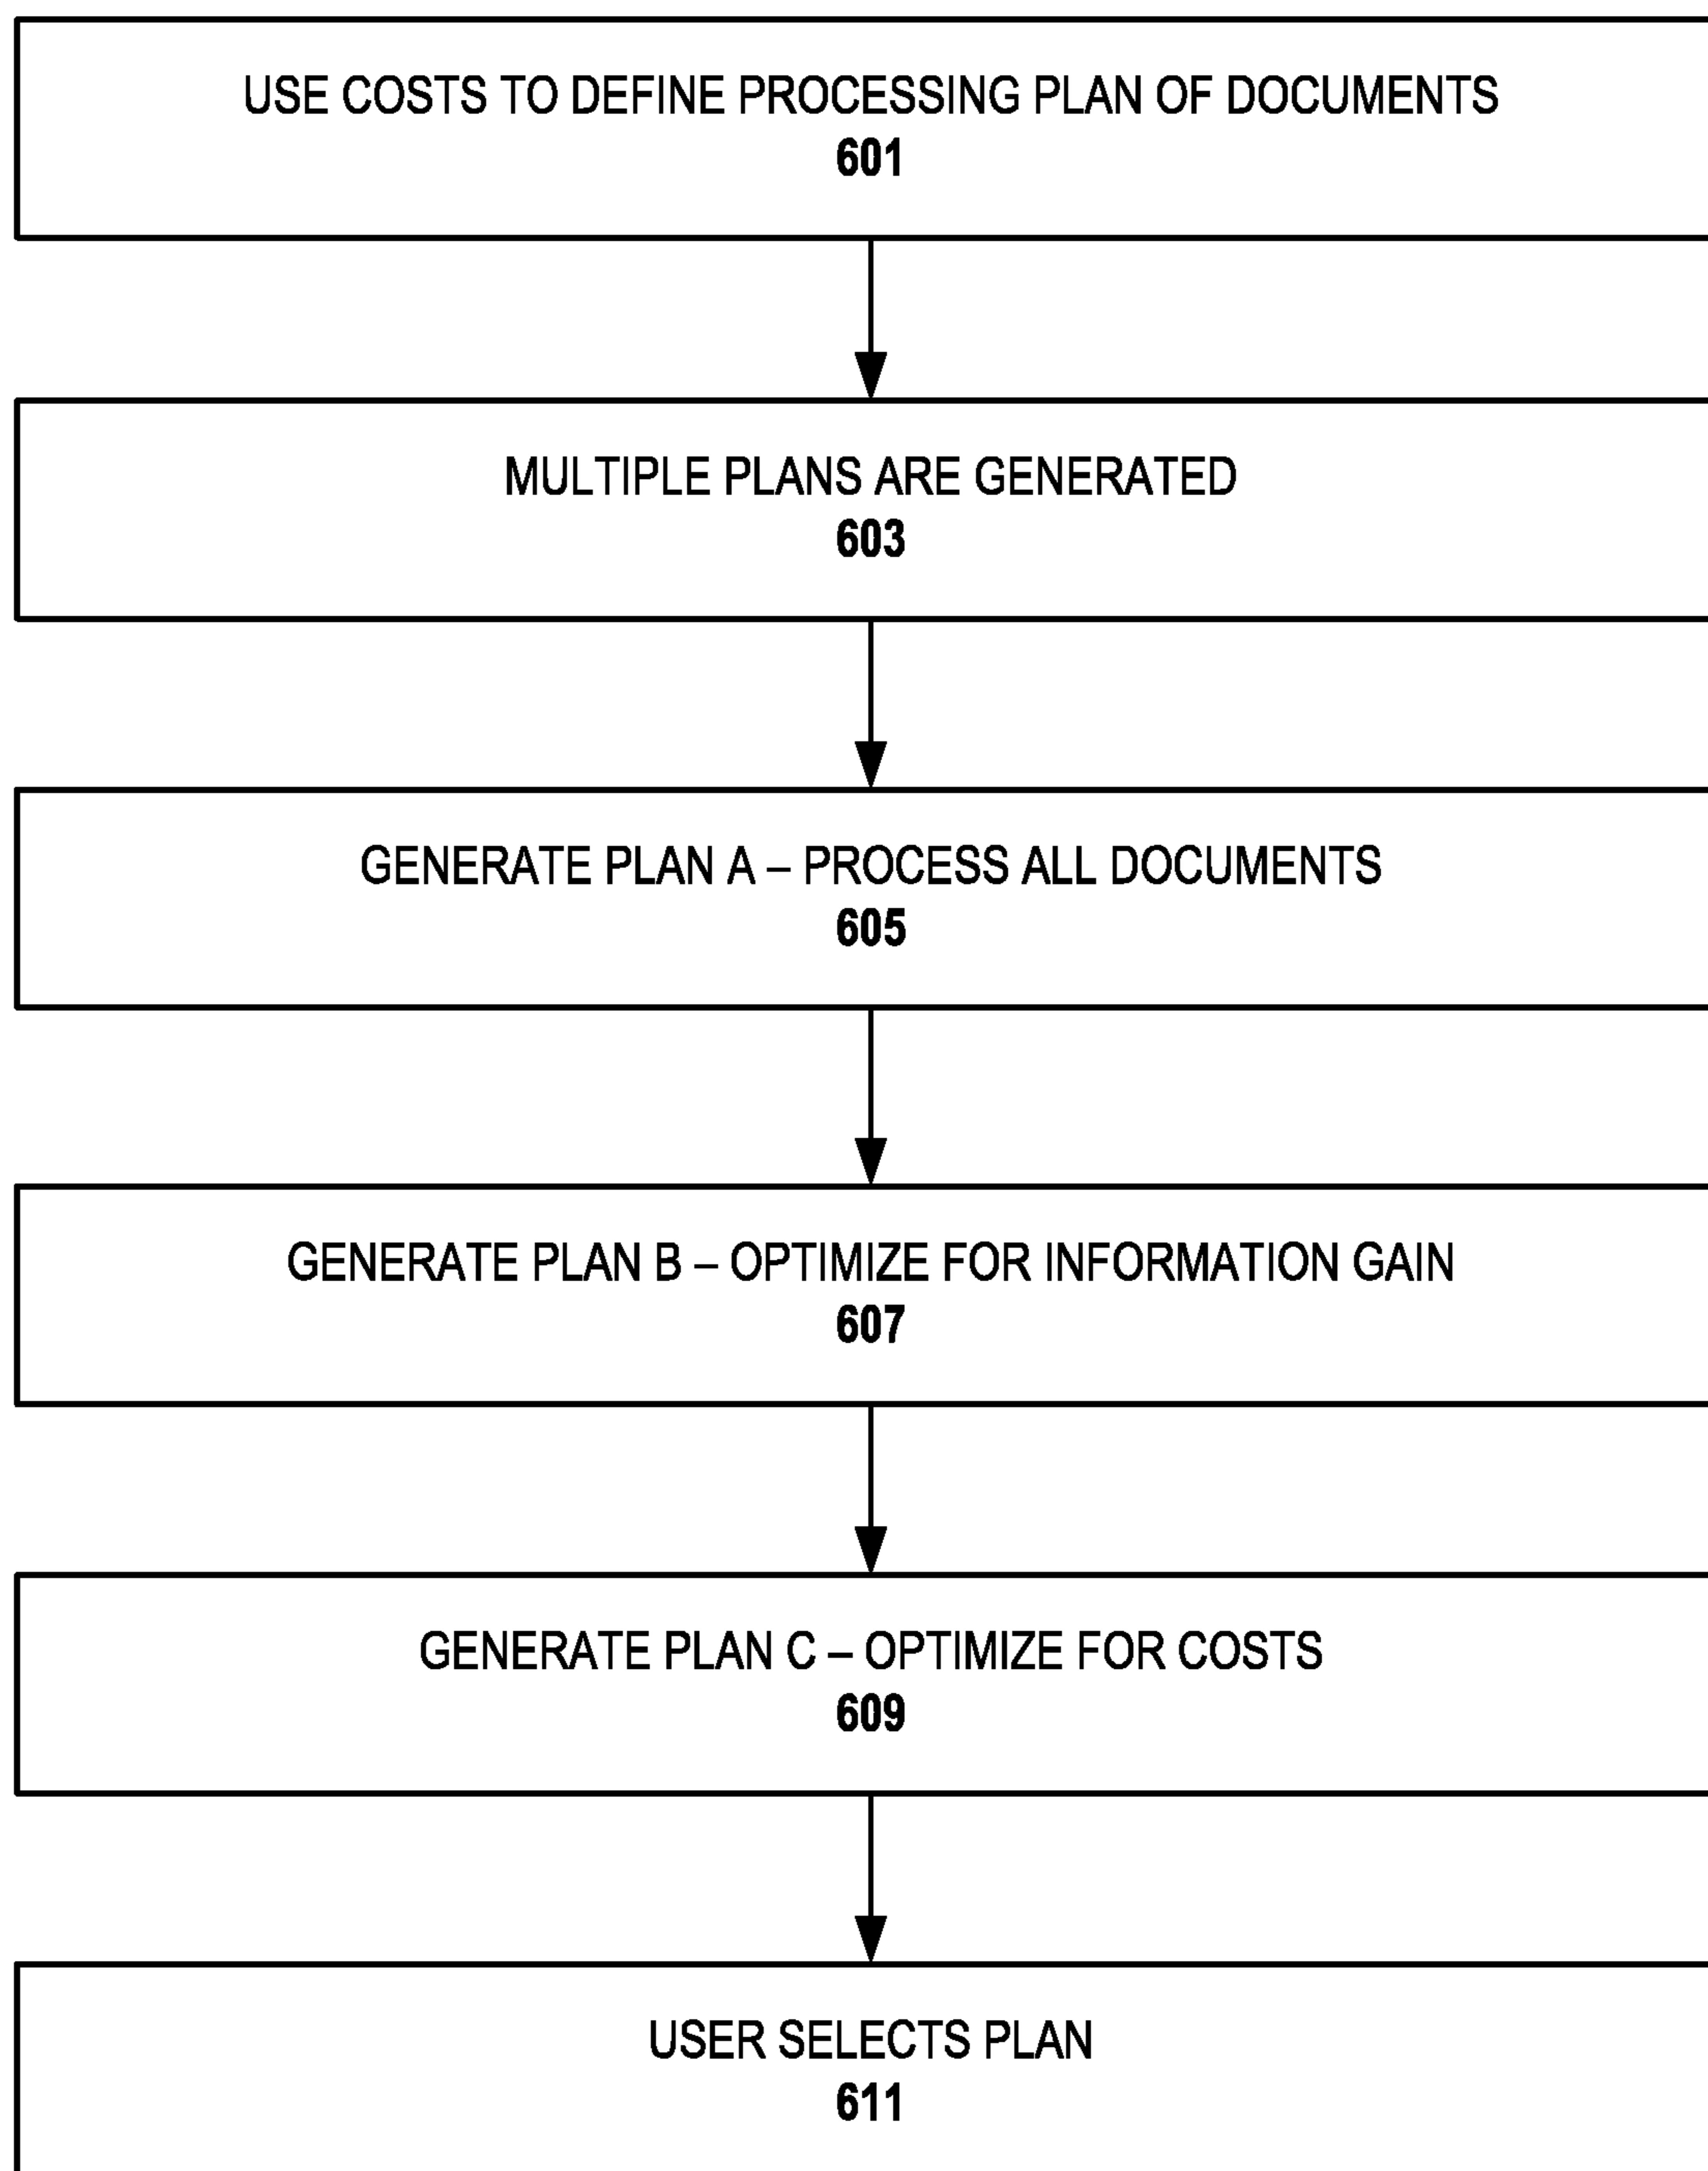 USE COSTS TO DEFINE PROCESSING PLAN OF DOCUMENTS
601
MULTIPLE PLANS ARE GENERATED
603
GENERATE PLAN A – PROCESS ALL DOCUMENTS
605
GENERATE PLAN B – OPTIMIZE FOR INFORMATION GAIN
607
GENERATE PLAN C – OPTIMIZE FOR COSTS
609
USER SELECTS PLAN
611